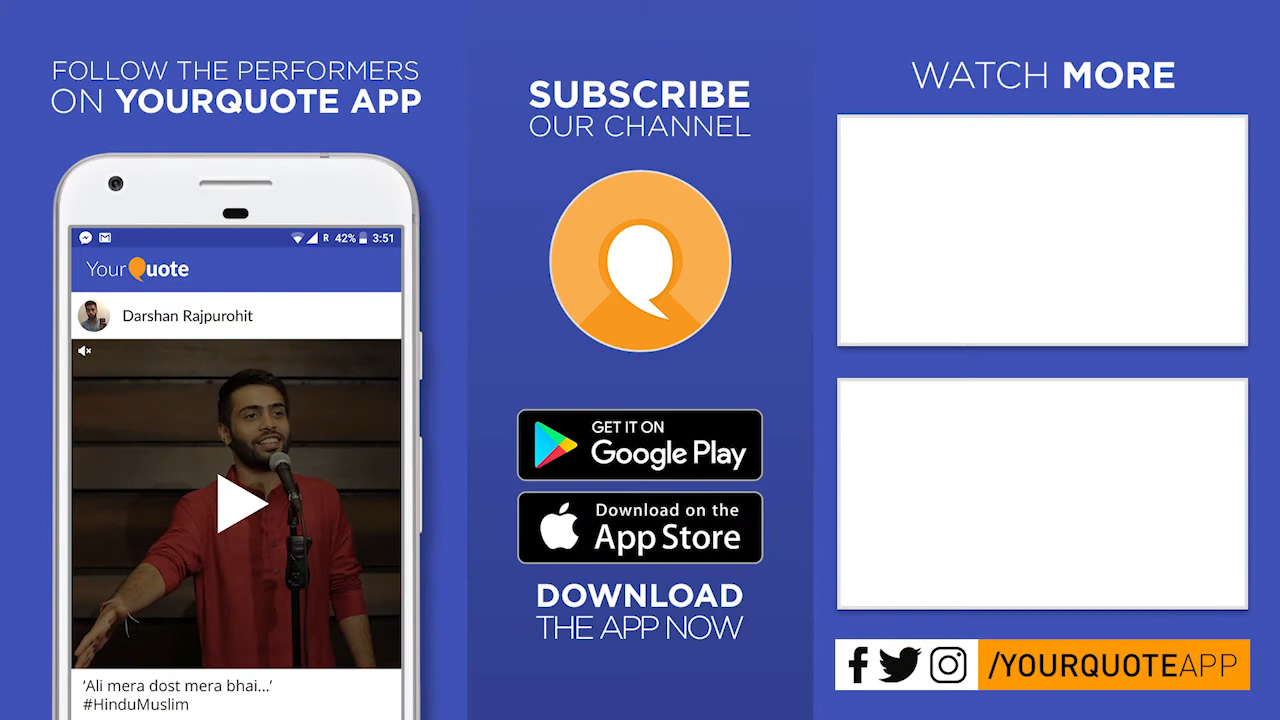 FOLLOW THE PERFORMERS
ON YOURQUOTE APP
R 42% 3:51
YourQuote
Darshan Rajpurohit
'Ali mera dost mera bhai...'
#HinduMuslim
SUBSCRIBE
OUR CHANNEL
GET IT ON
Google Play
Download on the
App Store
DOWNLOAD
THE APP NOW
WATCH MORE
/YOURQUOTEAPP